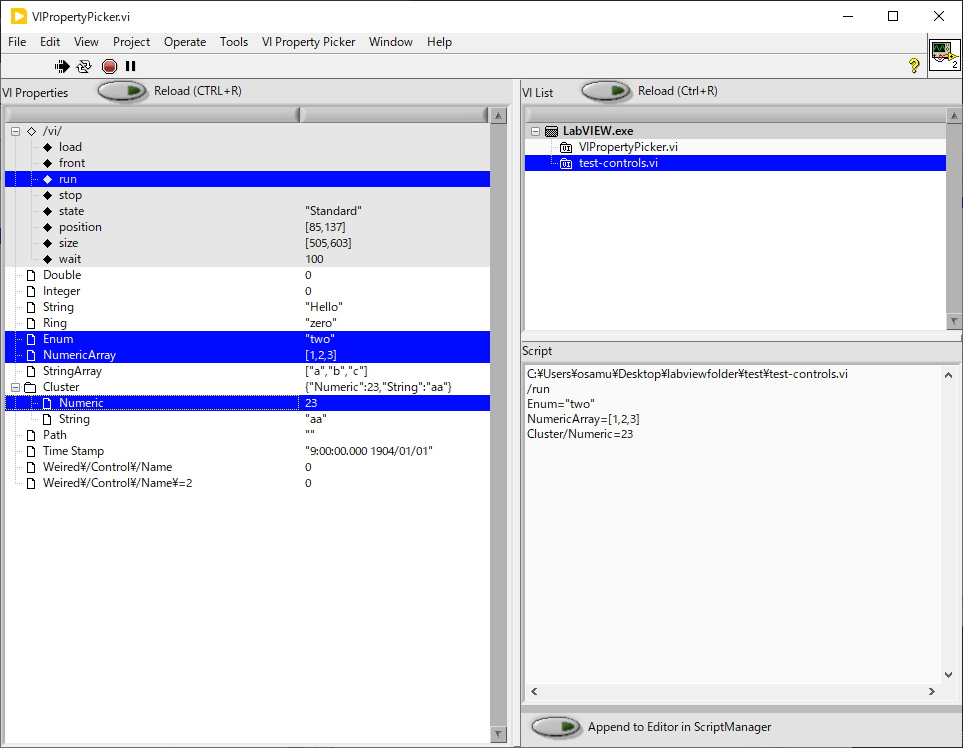 VIPropertyPicker.vi
File Edit View Project Operate Tools VI Property Picker Window Help
2
VI Properties Reload (CTRL+R)
/vi/
load
front
run
stop
state "Standard"
position [85,137]
size [505,603]
wait 100
Double 0
Integer 0
String "Hello"
Ring "zero"
Enum "two"
NumericArray [1,2,3]
StringArray ["a","b","c"]
Cluster {"Numeric":23,"String":"aa"}
Numeric 23
String "aa"
Path ""
Time Stamp "9:00:00.000 1904/01/01"
Weired¥/Control¥/Name 0
Weired¥/Control¥/Name¥=2 0
VI List Reload (Ctrl+R)
LabVIEW.exe
VIPropertyPicker.vi
test-controls.vi
Script
C:¥Users¥osamu¥Desktop¥labviewfolder¥test¥test-controls.vi
/run
Enum="two"
NumericArray=[1,2,3]
Cluster/Numeric=23
Append to Editor in ScriptManager